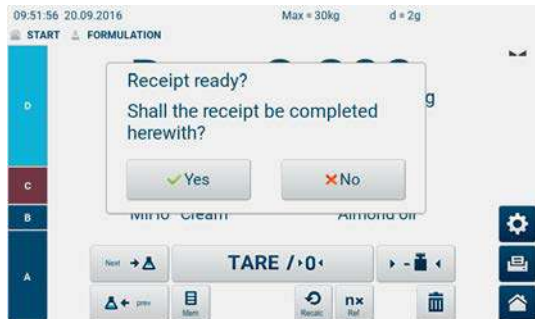 09:51:56 20.09.2016 Max = 30kg d = 2g
START FORMULATION
Receipt ready?
Shall the receipt be completed
herewith?
g
Yes No
D
C
B
A
Cream Almond oil
Next TARE /›0‹
prev Mem Recalc n× Ref